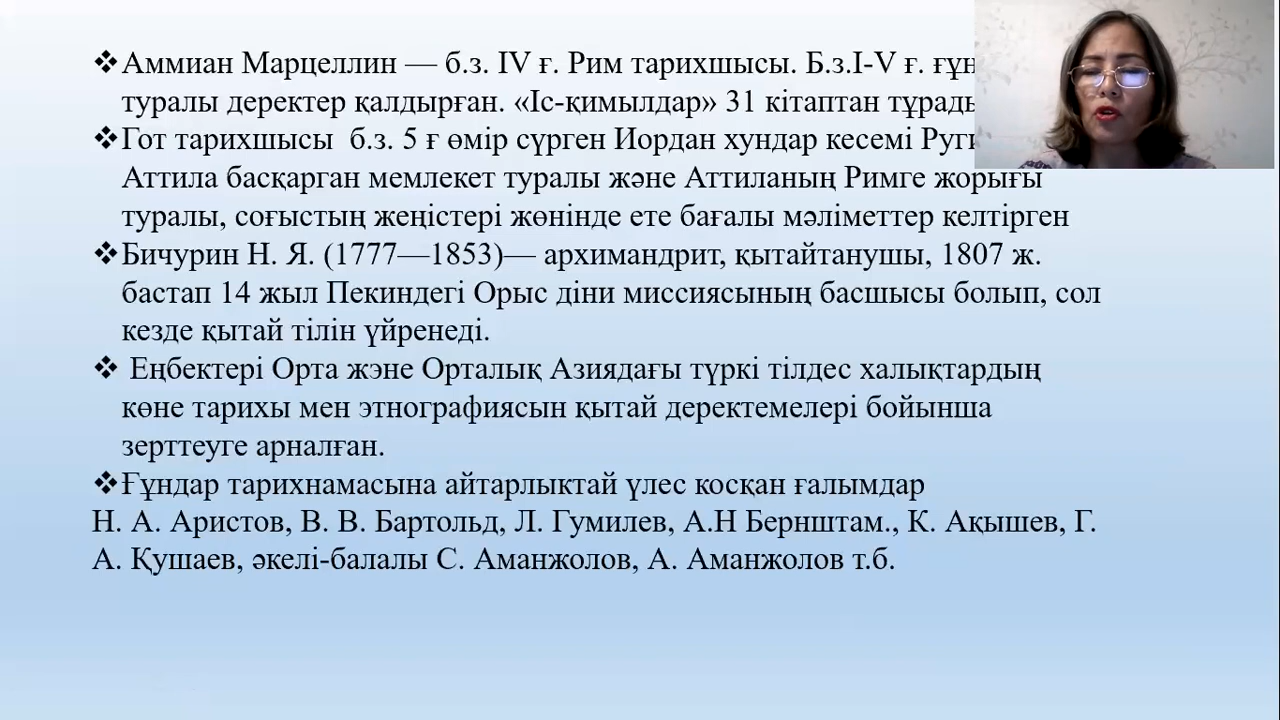 ❖Аммиан Марцеллин — б.з. IV ғ. Рим тарихшысы. Б.з.I-V ғ.
туралы деректер қалдырған. «Іс-қимылдар» 31 кітаптан
❖Гот тарихшысы б.з. 5 ғ өмір сүрген Иордан хундар кесемі
Аттила басқарған мемлекет туралы және Аттиланың Римге жорығы
туралы, соғыстың жеңістері жөнінде ете бағалы мәліметтер келтірген
❖Бичурин Н. Я. (1777—1853)— архимандрит, қытайтанушы, 1807 ж.
бастап 14 жыл Пекиндегі Орыс діни миссиясының басшысы болып, сол
кезде қытай тілін үйренеді.
❖ Еңбектері Орта жэне Орталық Азиядағы түркі тілдес халықтардың
көне тарихы мен этнографиясын қытай деректемелері бойынша
зерттеуге арналған.
❖Ғұндар тарихнамасына айтарлыктай үлес косқан ғалымдар
Н. А. Аристов, В. В. Бартольд, Л. Гумилев, А.Н Бернштам., К. Ақышев, Г.
А. Қушаев, әкелі-балалы С. Аманжолов, А. Аманжолов т.б.